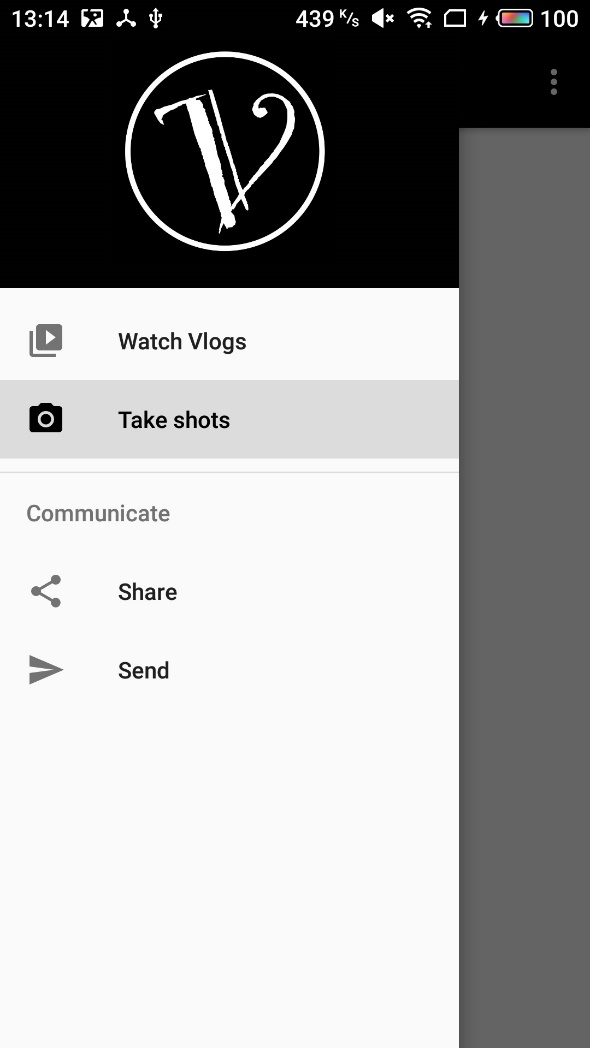 13:14 439 K/s 100
V
Watch Vlogs
Take shots
Communicate
Share
Send